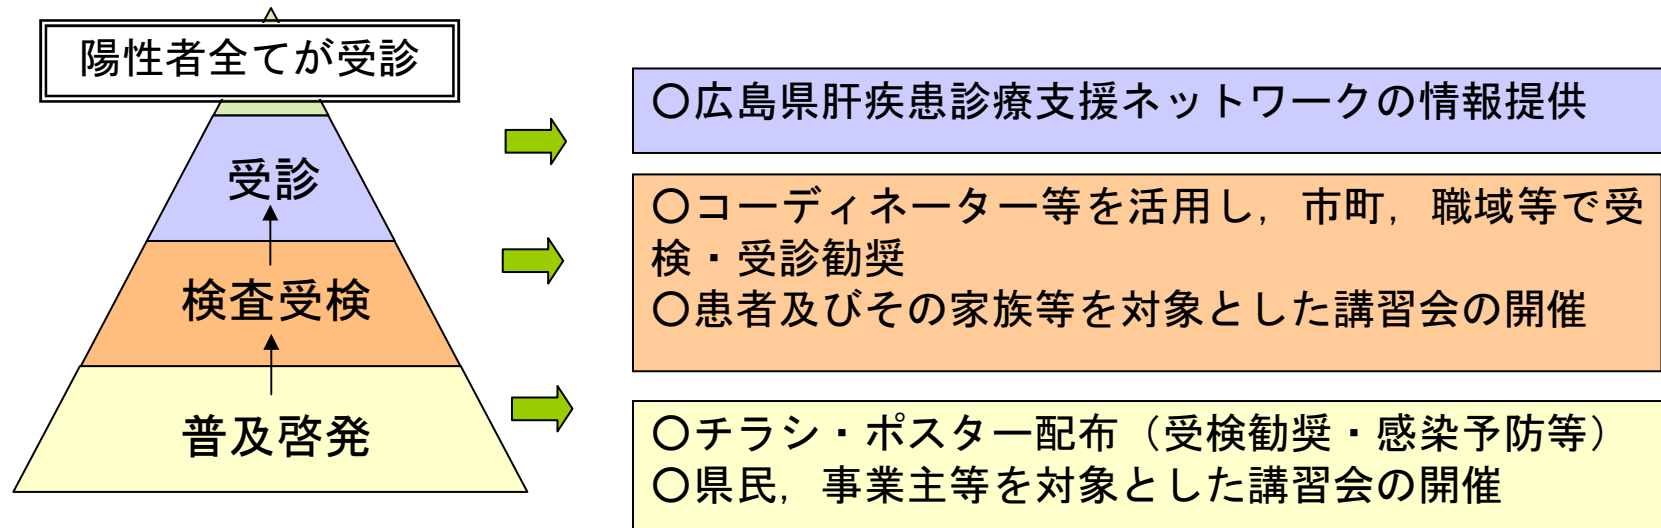 陽性者全てが受診
受診
検査受検
普及啓発
〇広島県肝疾患診療支援ネットワークの情報提供
〇コーディネーター等を活用し，市町，職域等で受
検・受診勧奨
〇患者及びその家族等を対象とした講習会の開催
〇チラシ・ポスター配布（受検勧奨・感染予防等）
〇県民，事業主等を対象とした講習会の開催